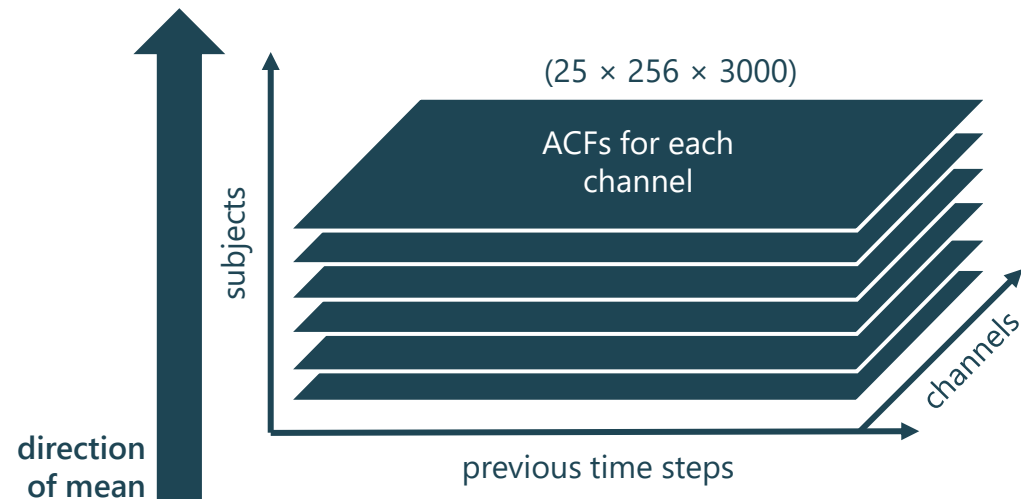 (25 × 256 × 3000)
ACFs for each
channel
subjects
channels
previous time steps
direction
of mean